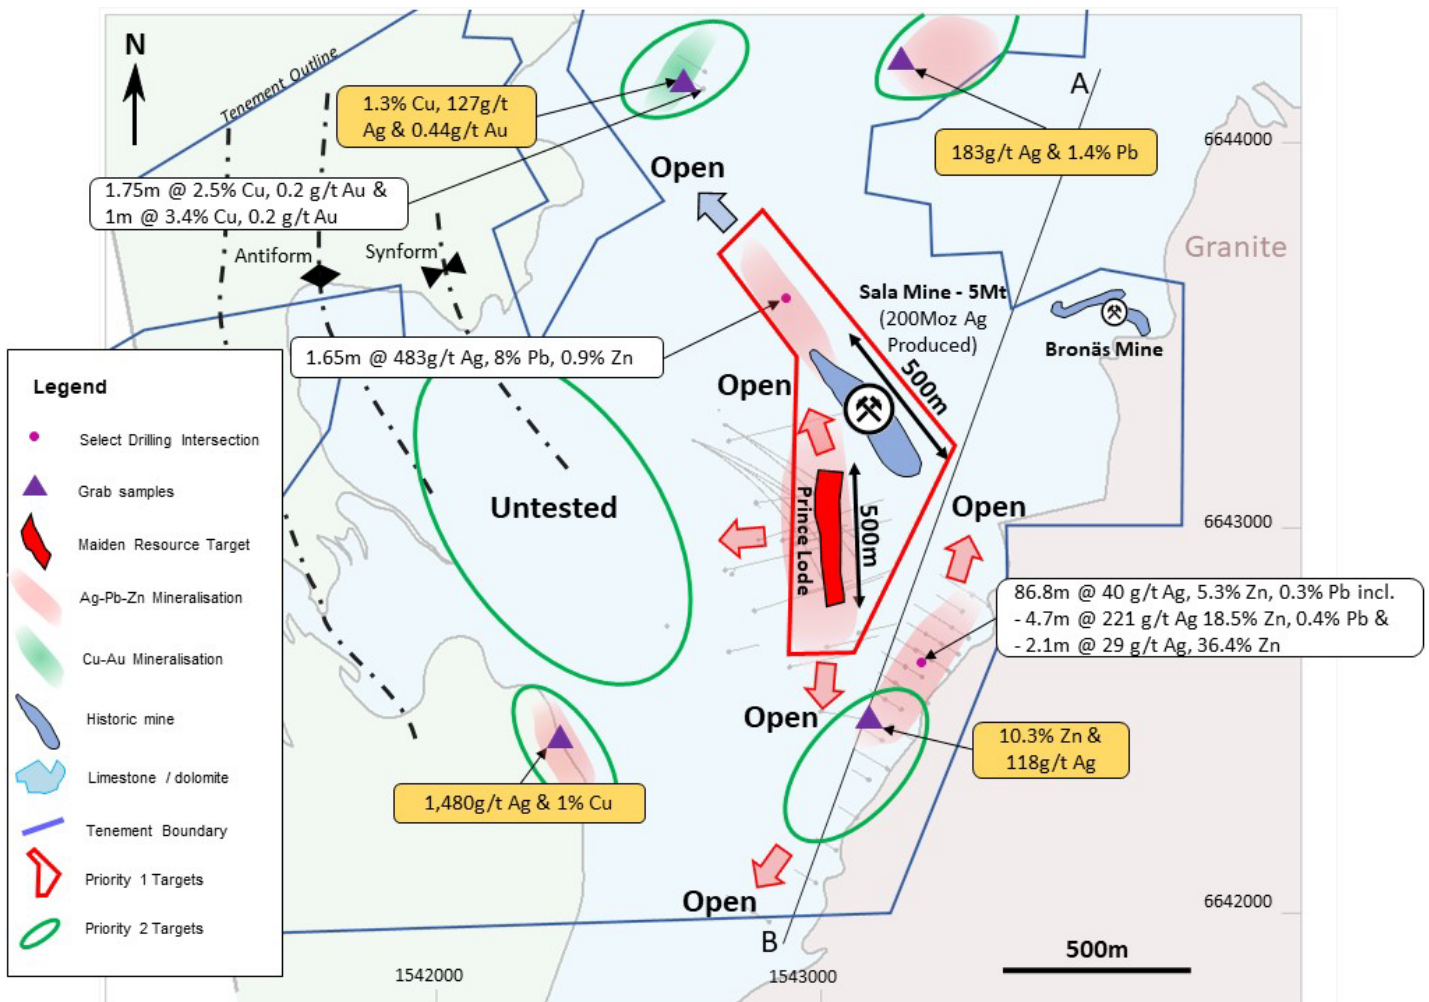 N
Tenement Outline
1.3% Cu, 127g/t
Ag & 0.44g/t Au
A
183g/t Ag & 1.4% Pb
6644000
Open
1.75m @ 2.5% Cu, 0.2 g/t Au &
1m @ 3.4% Cu, 0.2 g/t Au
Antiform
Synform
Granite
Sala Mine - 5Mt
(200Moz Ag
Produced)
Bronäs Mine
1.65m @ 483g/t Ag, 8% Pb, 0.9% Zn
Open
500m
Legend
Select Drilling Intersection
Grab samples
Maiden Resource Target
Ag-Pb-Zn Mineralisation
Cu-Au Mineralisation
Historic mine
Limestone / dolomite
Tenement Boundary
Priority 1 Targets
Priority 2 Targets
Untested
Prince Lode
500m
Open
6643000
86.8m @ 40 g/t Ag, 5.3% Zn, 0.3% Pb incl.
- 4.7m @ 221 g/t Ag 18.5% Zn, 0.4% Pb &
- 2.1m @ 29 g/t Ag, 36.4% Zn
Open
10.3% Zn &
118g/t Ag
1,480g/t Ag & 1% Cu
Open
6642000
B
500m
1542000
1543000